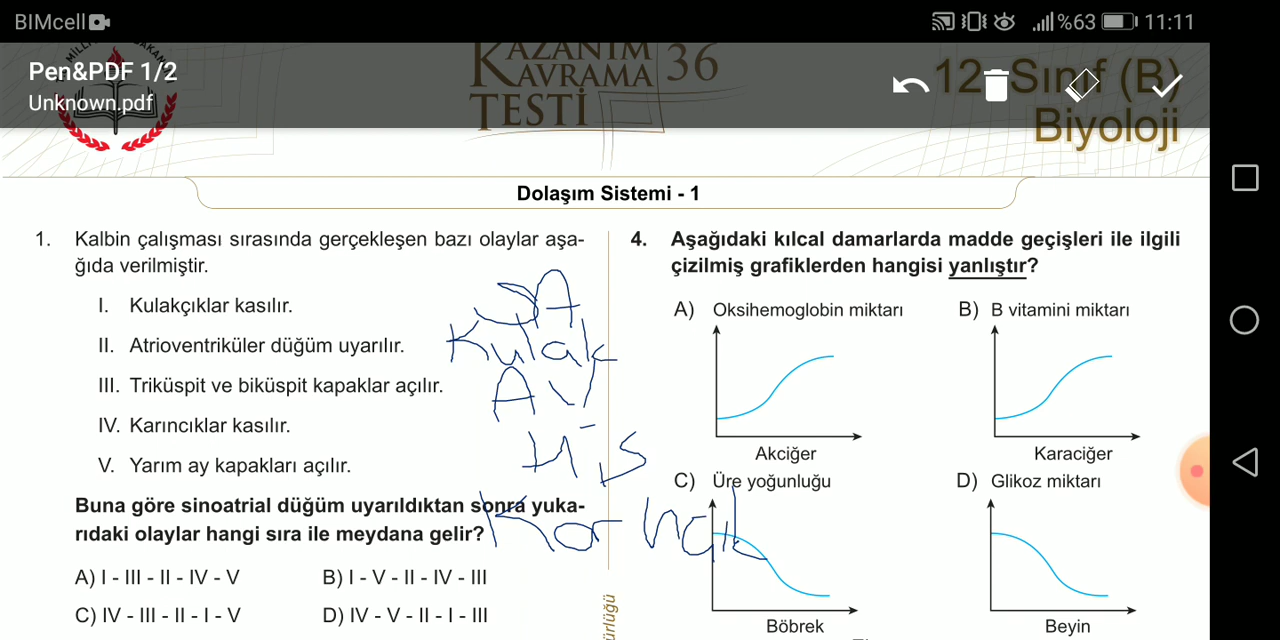 BIMcell
%63 11:11
Pen&PDF 1/2
Unknown.pdf
KAZANIM
KAVRAMA
TESTİ
36
12. Sınıf (B)
Biyoloji
Dolaşım Sistemi - 1
1. Kalbin çalışması sırasında gerçekleşen bazı olaylar aşa-
ğıda verilmiştir.
I. Kulakçıklar kasılır.
II. Atrioventriküler düğüm uyarılır.
III. Triküspit ve biküspit kapaklar açılır.
IV. Karıncıklar kasılır.
V. Yarım ay kapakları açılır.
Buna göre sinoatrial düğüm uyarıldıktan sonra yuka-
rıdaki olaylar hangi sıra ile meydana gelir?
A) I - III - II - IV - V
B) I - V - II - IV - III
C) IV - III - II - I - V
D) IV - V - II - I - III
SA
Kulak
AV
His
4. Aşağıdaki kılcal damarlarda madde geçişleri ile ilgili
çizilmiş grafiklerden hangisi yanlıştır?
A) Oksihemoglobin miktarı
Akciğer
B) B vitamini miktarı
Karaciğer
C) Üre yoğunluğu
Böbrek
D) Glikoz miktarı
Beyin